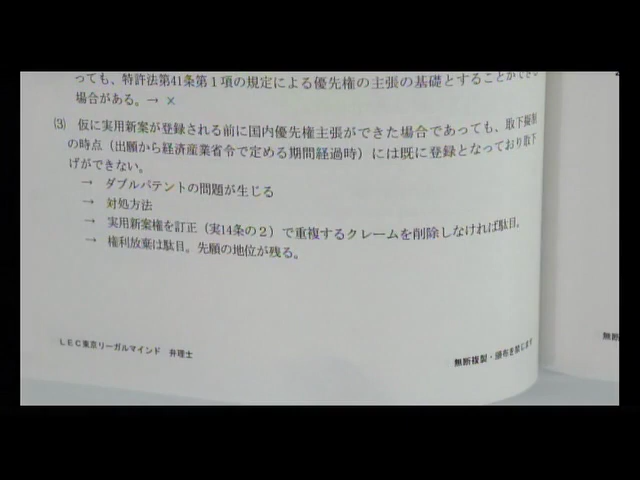 っても、特許法第41条第1項の規定による優先権の主張の基礎とすることができない
場合がある。→ ×
(3) 仮に実用新案が登録される前に国内優先権主張ができた場合であっても、取下擬制
の時点（出願から経済産業省令で定める期間経過時）には既に登録となっており取下
げができない。
→ ダブルパテントの問題が生じる
→ 対処方法
→ 実用新案権を訂正（実14条の2）で重複するクレームを削除しなければ駄目。
→ 権利放棄は駄目。先願の地位が残る。
LEC東京リーガルマインド 弁理士
無断複製・頒布を禁じます
無断